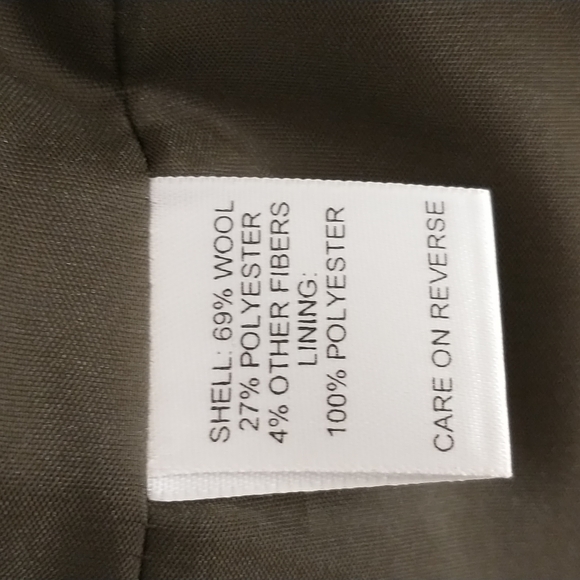 SHELL: 69% WOOL
27% POLYESTER
4% OTHER FIBERS
LINING:
100% POLYESTER
CARE ON REVERSE